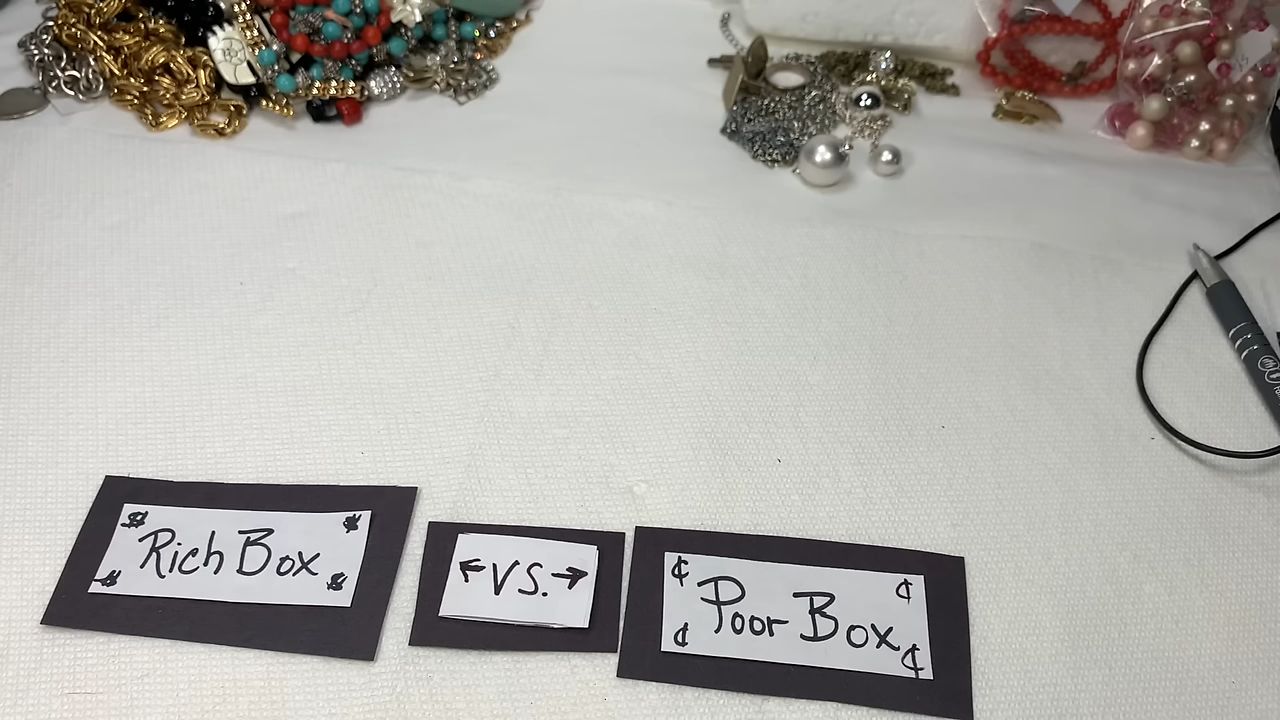 $ $
Rich Box
$ $
← VS. →
¢ ¢
Poor Box
¢ ¢